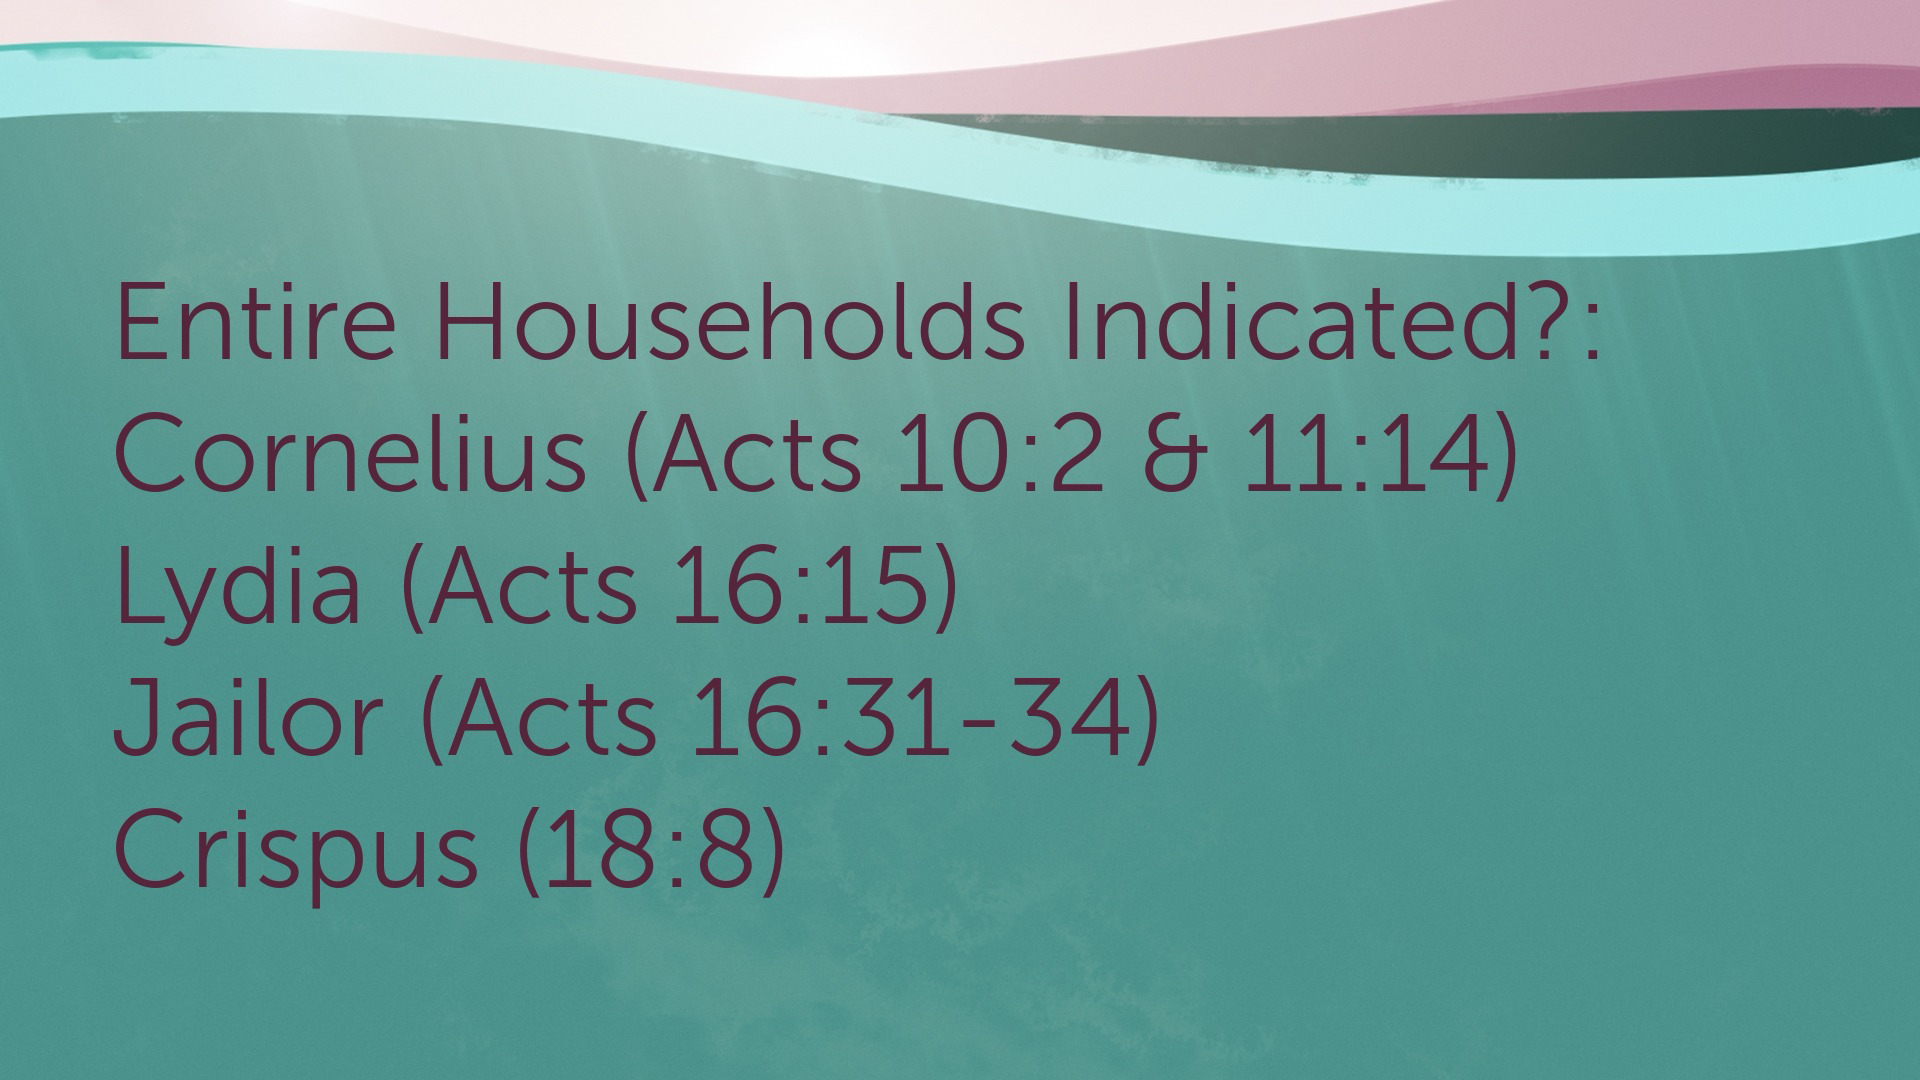 Entire Households Indicated?:
Cornelius (Acts 10:2 & 11:14)
Lydia (Acts 16:15)
Jailor (Acts 16:31-34)
Crispus (18:8)